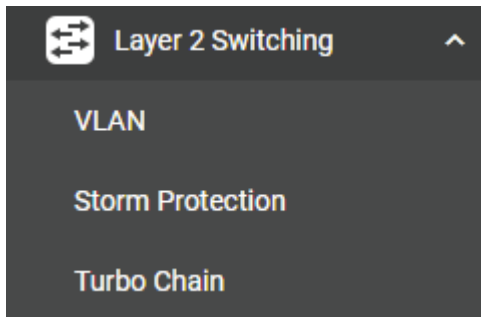 Layer 2 Switching
VLAN
Storm Protection
Turbo Chain